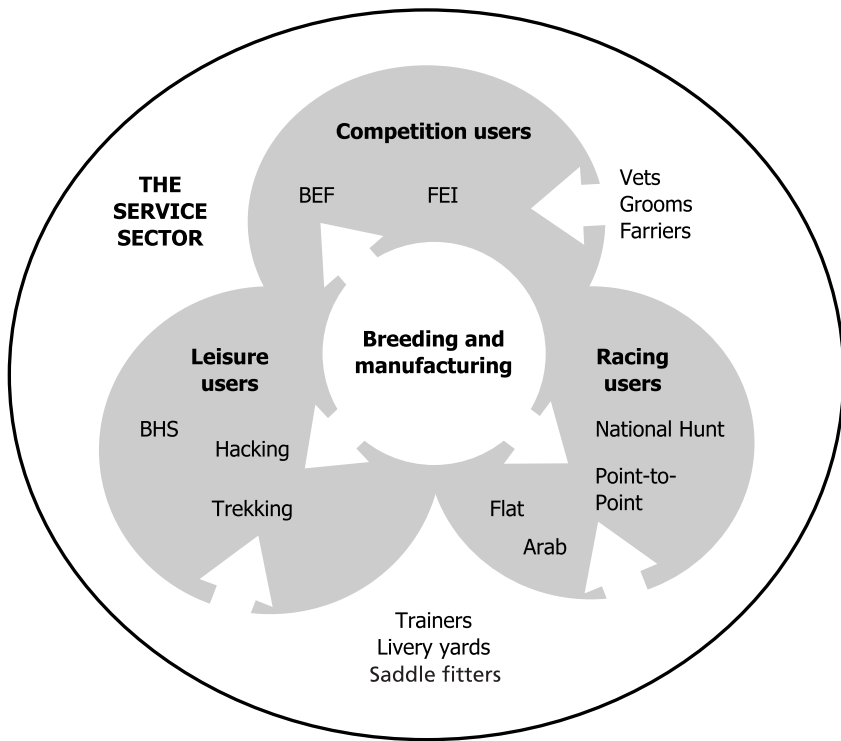 Competition users
BEF
FEI
THE
SERVICE
SECTOR
Vets
Grooms
Farriers
Breeding and
manufacturing
Leisure
users
BHS
Hacking
Trekking
Racing
users
National Hunt
Point-to-
Point
Flat
Arab
Trainers
Livery yards
Saddle fitters